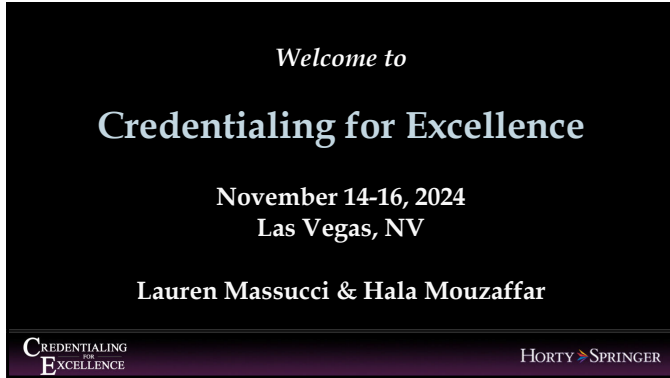 Welcome to
Credentialing for Excellence
November 14-16, 2024
Las Vegas, NV
Lauren Massucci & Hala Mouzaffar
CREDENTIALING
FOR
EXCELLENCE
HORTY SPRINGER